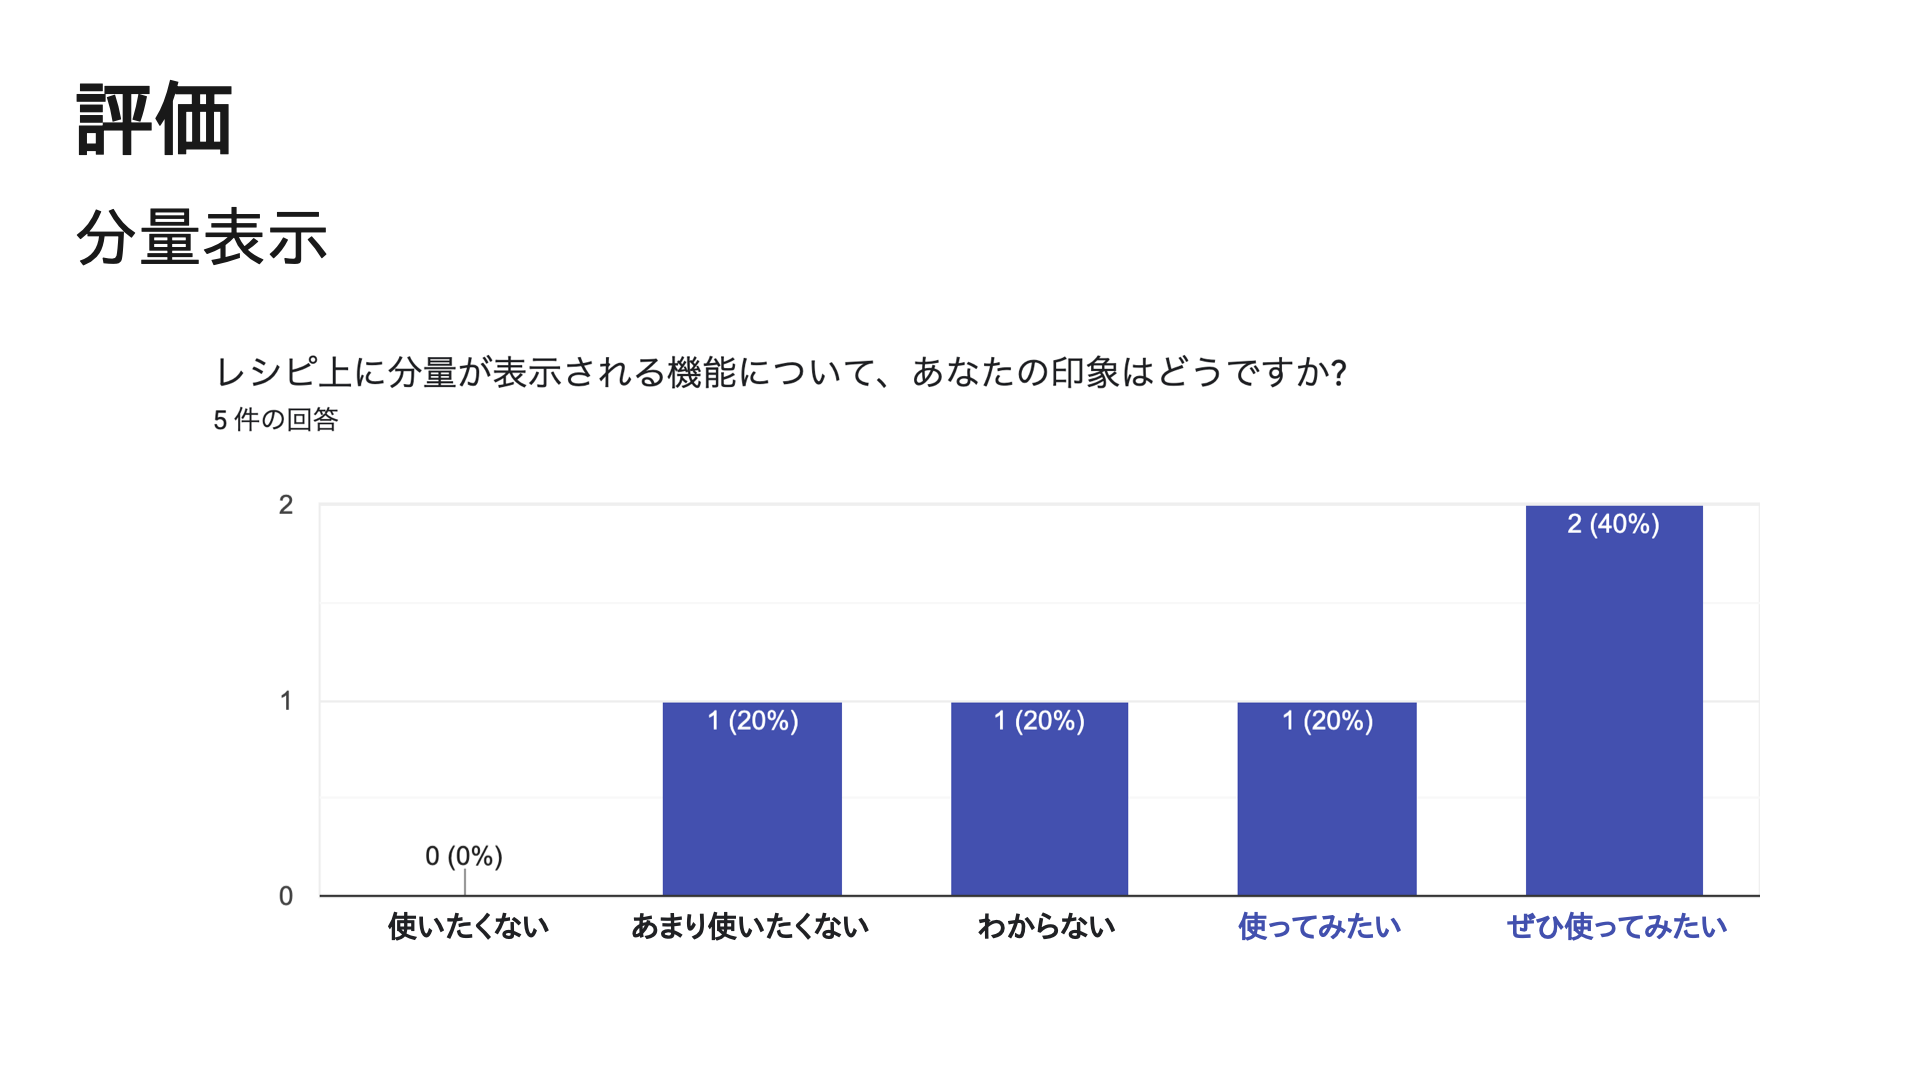 評価
分量表示
レシピ上に分量が表示される機能について、あなたの印象はどうですか?
5 件の回答
2
1
0
0 (0%)
1 (20%)
1 (20%)
1 (20%)
2 (40%)
使いたくない
あまり使いたくない
わからない
使ってみたい
ぜひ使ってみたい